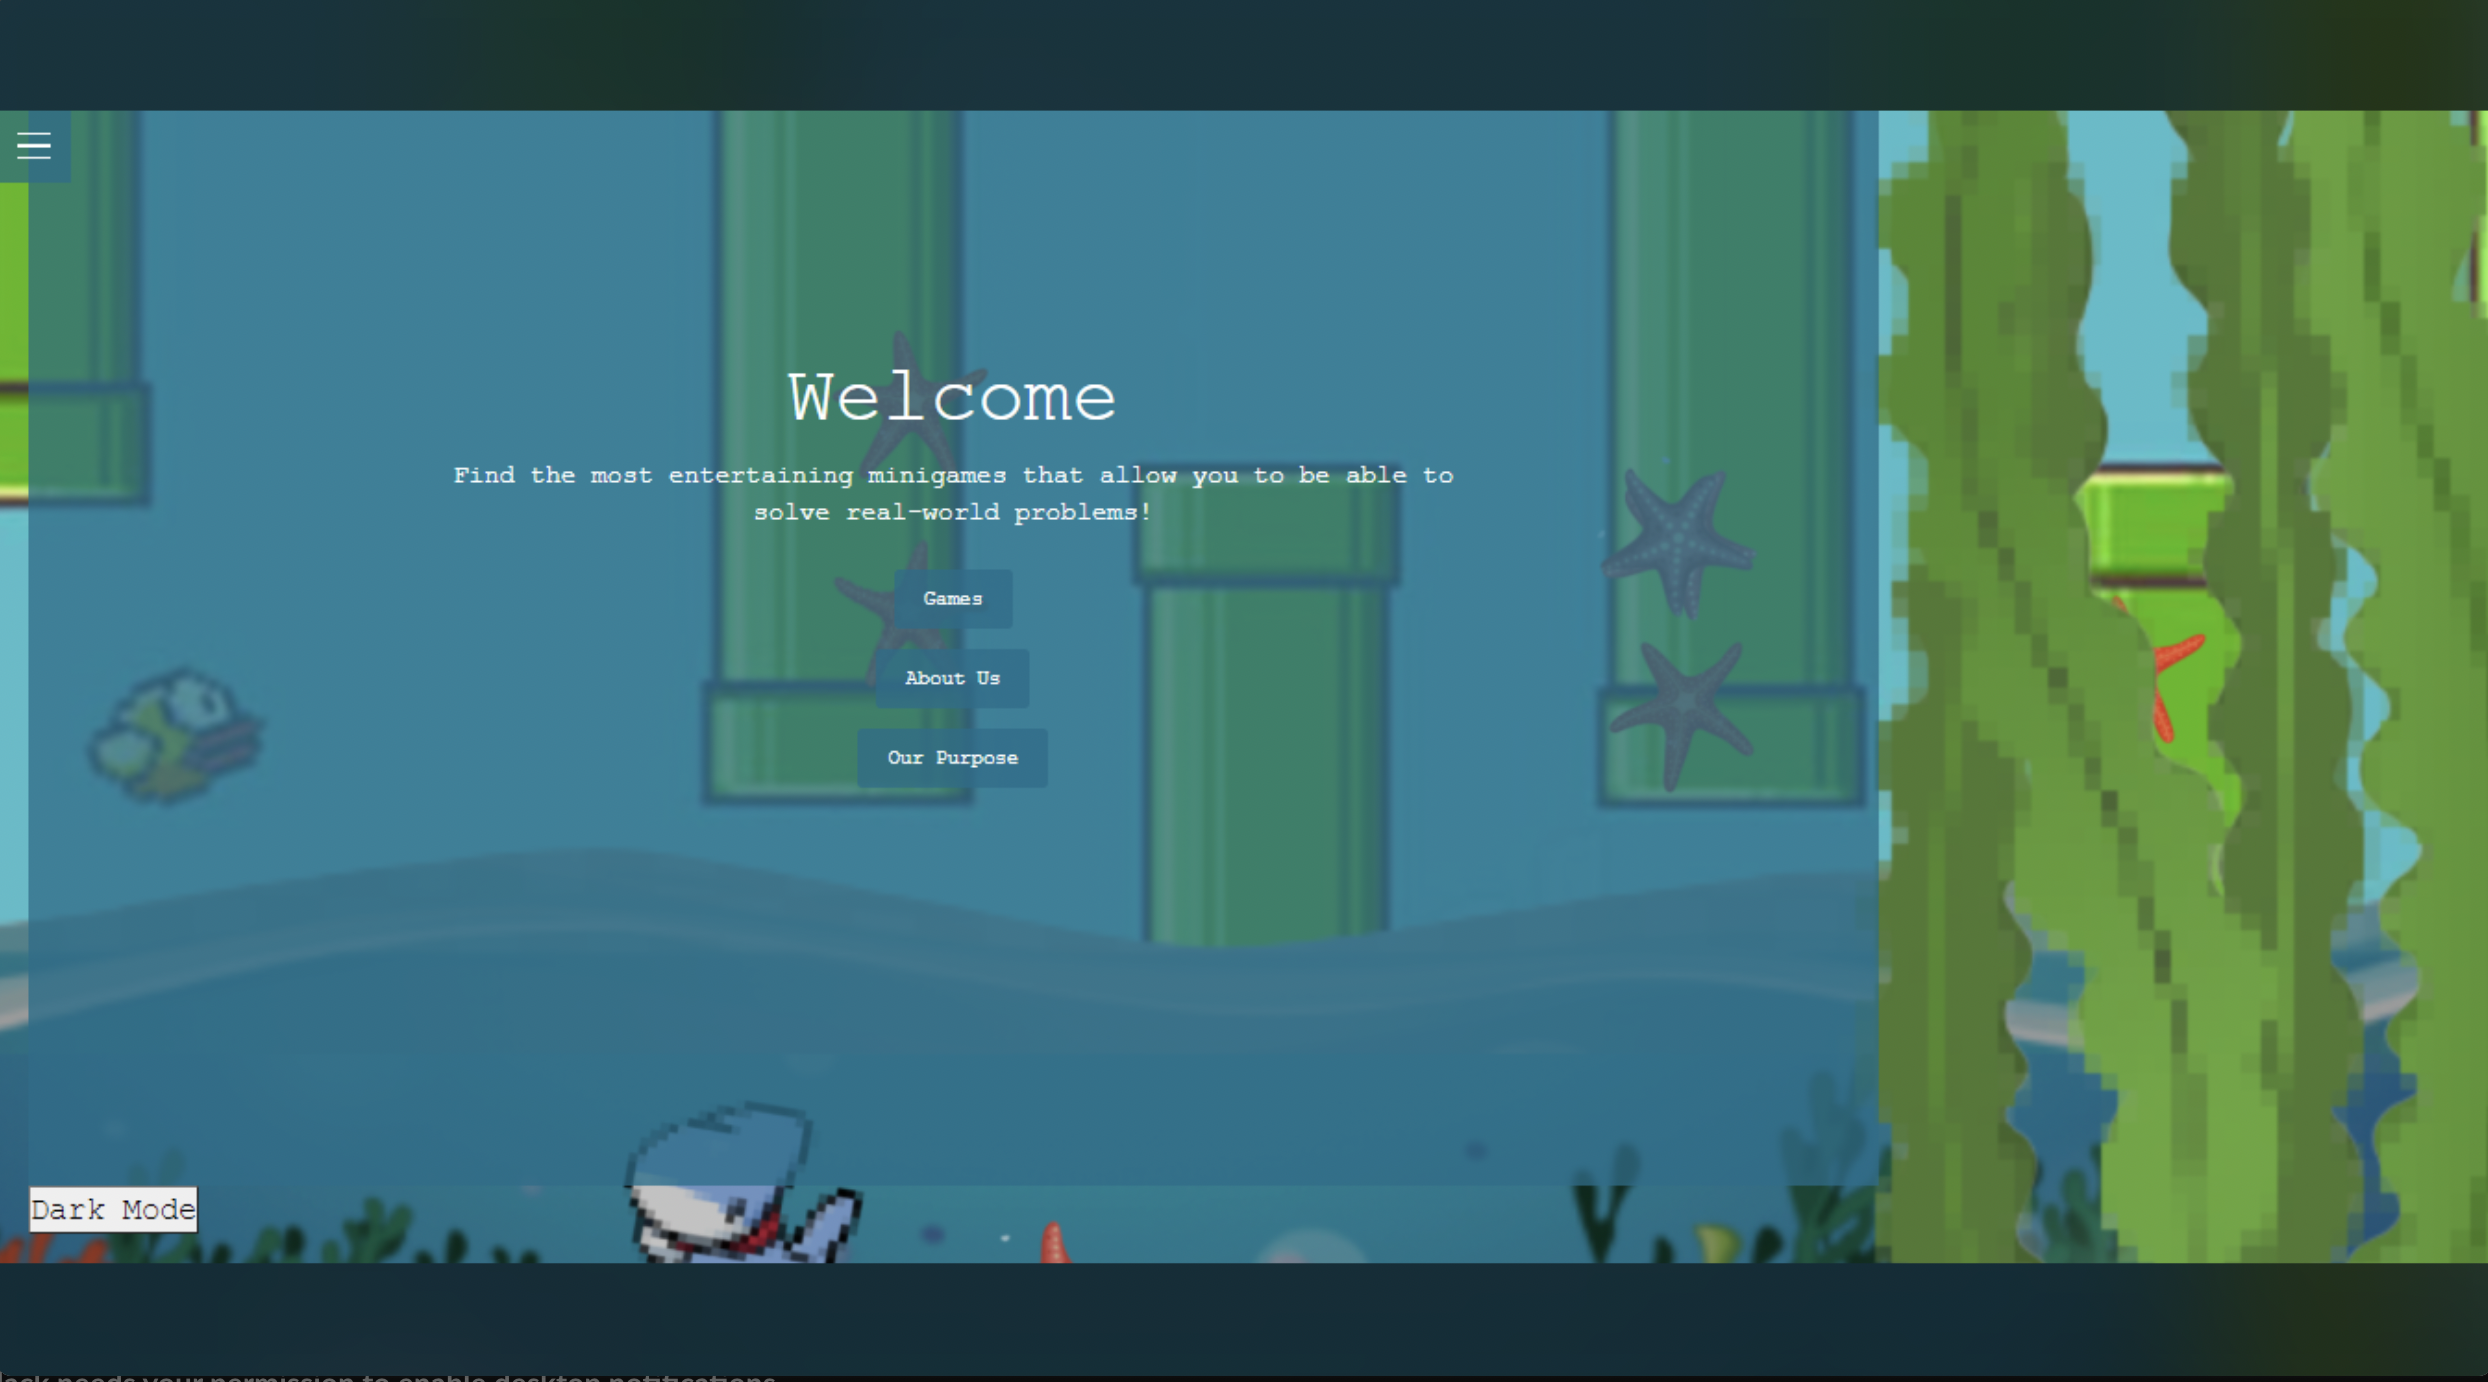 Welcome
Find the most entertaining minigames that allow you to be able to
solve real-world problems!
Games
About Us
Our Purpose
Dark Mode
needs your permission to enable desktop notifications